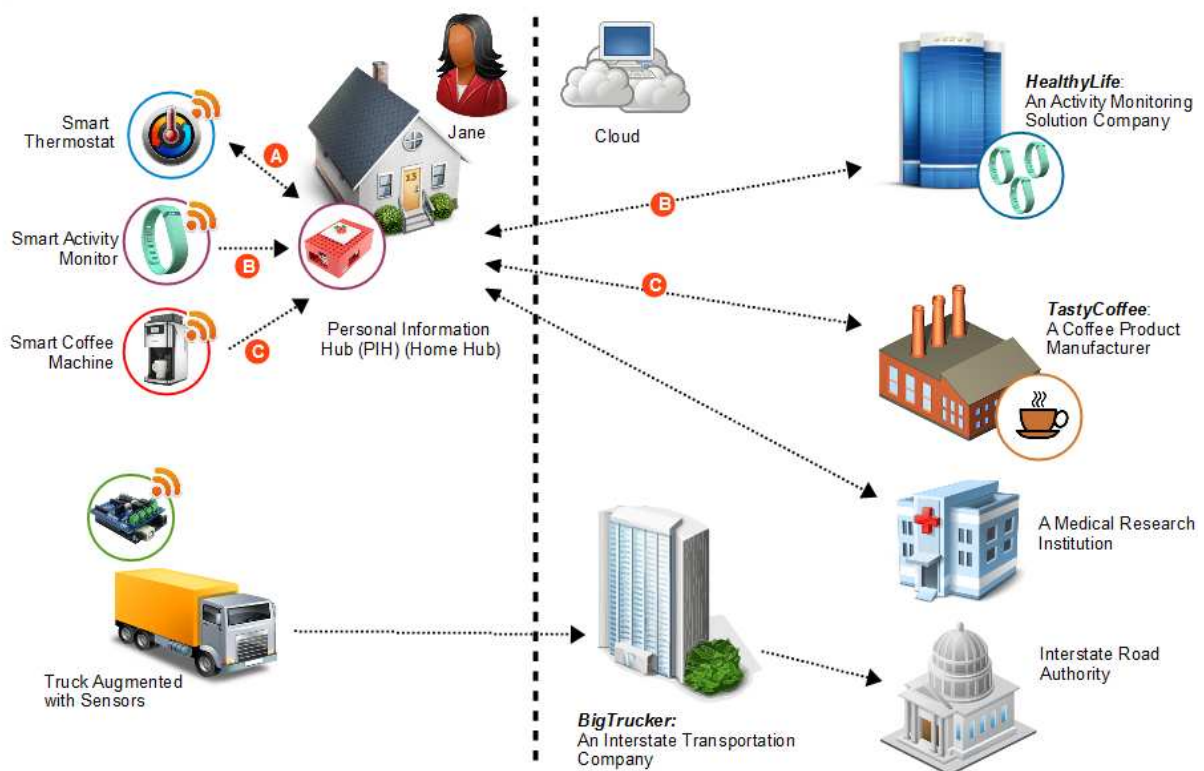 Jane
Cloud
HealthyLife:
An Activity Monitoring
Solution Company
Smart
Thermostat
A
13
B
Smart Activity
Monitor
B
C
Smart Coffee
Machine
C
Personal Information
Hub (PIH) (Home Hub)
TastyCoffee:
A Coffee Product
Manufacturer
A Medical Research
Institution
Truck Augmented
with Sensors
BigTrucker:
An Interstate Transportation
Company
Interstate Road
Authority